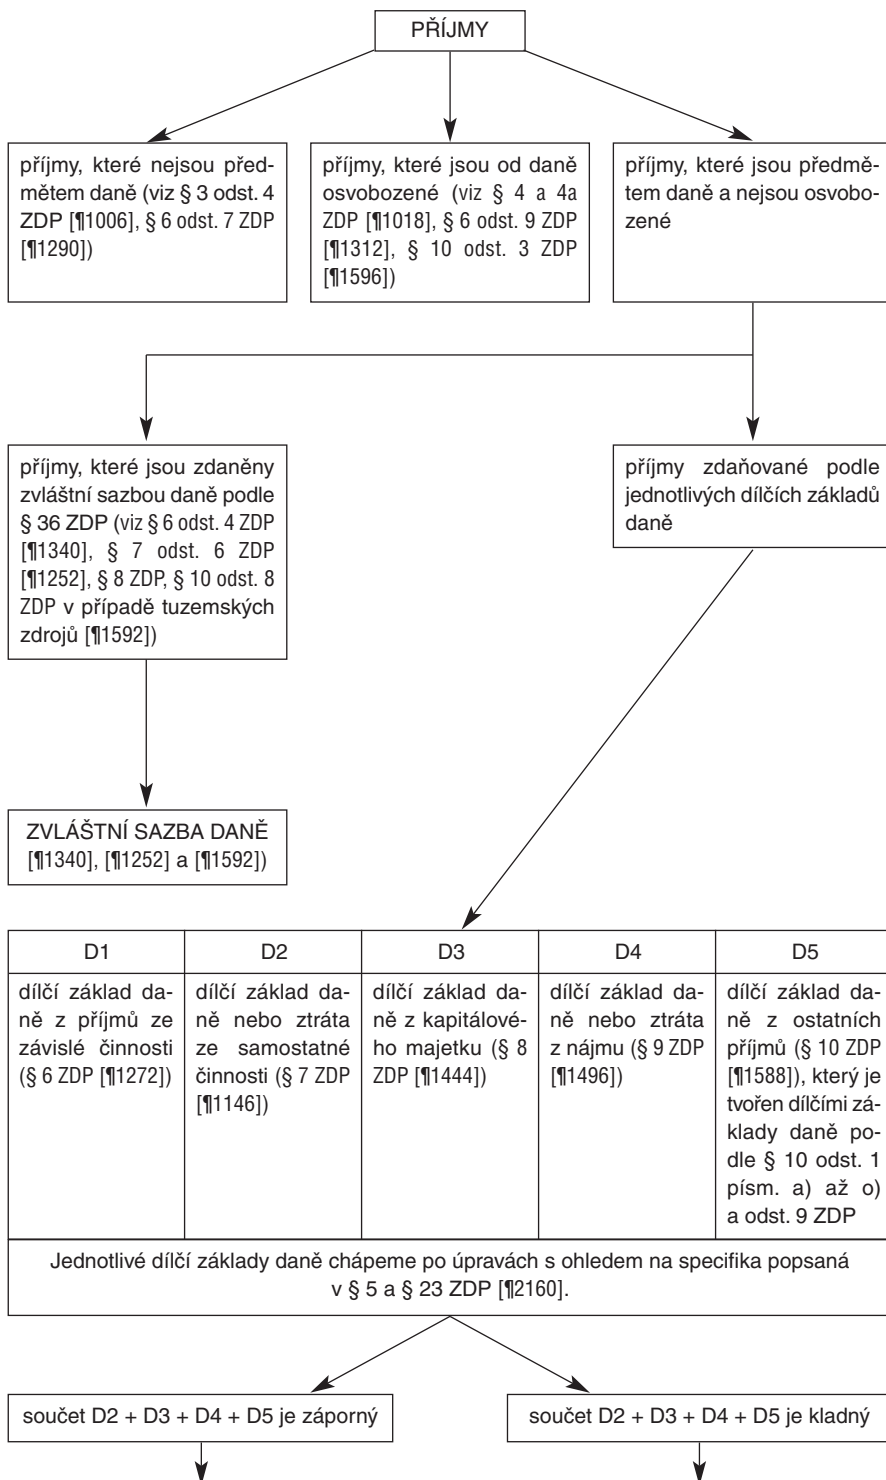 PŘÍJMY
příjmy, které nejsou před-
mětem daně (viz § 3 odst. 4
ZDP [¶1006], § 6 odst. 7 ZDP
[¶1290])
příjmy, které jsou od daně
osvobozené (viz § 4 a 4a
ZDP [¶1018], § 6 odst. 9 ZDP
[¶1312], § 10 odst. 3 ZDP
[¶1596])
příjmy, které jsou předmě-
tem daně a nejsou osvobo-
zené
příjmy, které jsou zdaněny
zvláštní sazbou daně podle
§ 36 ZDP (viz § 6 odst. 4 ZDP
[¶1340], § 7 odst. 6 ZDP
[¶1252], § 8 ZDP, § 10 odst. 8
ZDP v případě tuzemských
zdrojů [¶1592])
příjmy zdaňované podle
jednotlivých dílčích základů
daně
ZVLÁŠTNÍ SAZBA DANĚ
[¶1340], [¶1252] a [¶1592])
D1
dílčí základ da-
ně z příjmů ze
závislé činnosti
(§ 6 ZDP [¶1272])
D2
dílčí základ da-
ně nebo ztráta
ze samostatné
činnosti (§ 7 ZDP
[¶1146])
D3
dílčí základ da-
ně z kapitálové-
ho majetku (§ 8
ZDP [¶1444])
D4
dílčí základ da-
ně nebo ztráta
z nájmu (§ 9 ZDP
[¶1496])
D5
dílčí základ da-
ně z ostatních
příjmů (§ 10 ZDP
[¶1588]), který je
tvořen dílčími zá-
klady daně po-
dle § 10 odst. 1
písm. a) až o)
a odst. 9 ZDP
Jednotlivé dílčí základy daně chápeme po úpravách s ohledem na specifika popsaná
v § 5 a § 23 ZDP [¶2160].
součet D2 + D3 + D4 + D5 je záporný
součet D2 + D3 + D4 + D5 je kladný